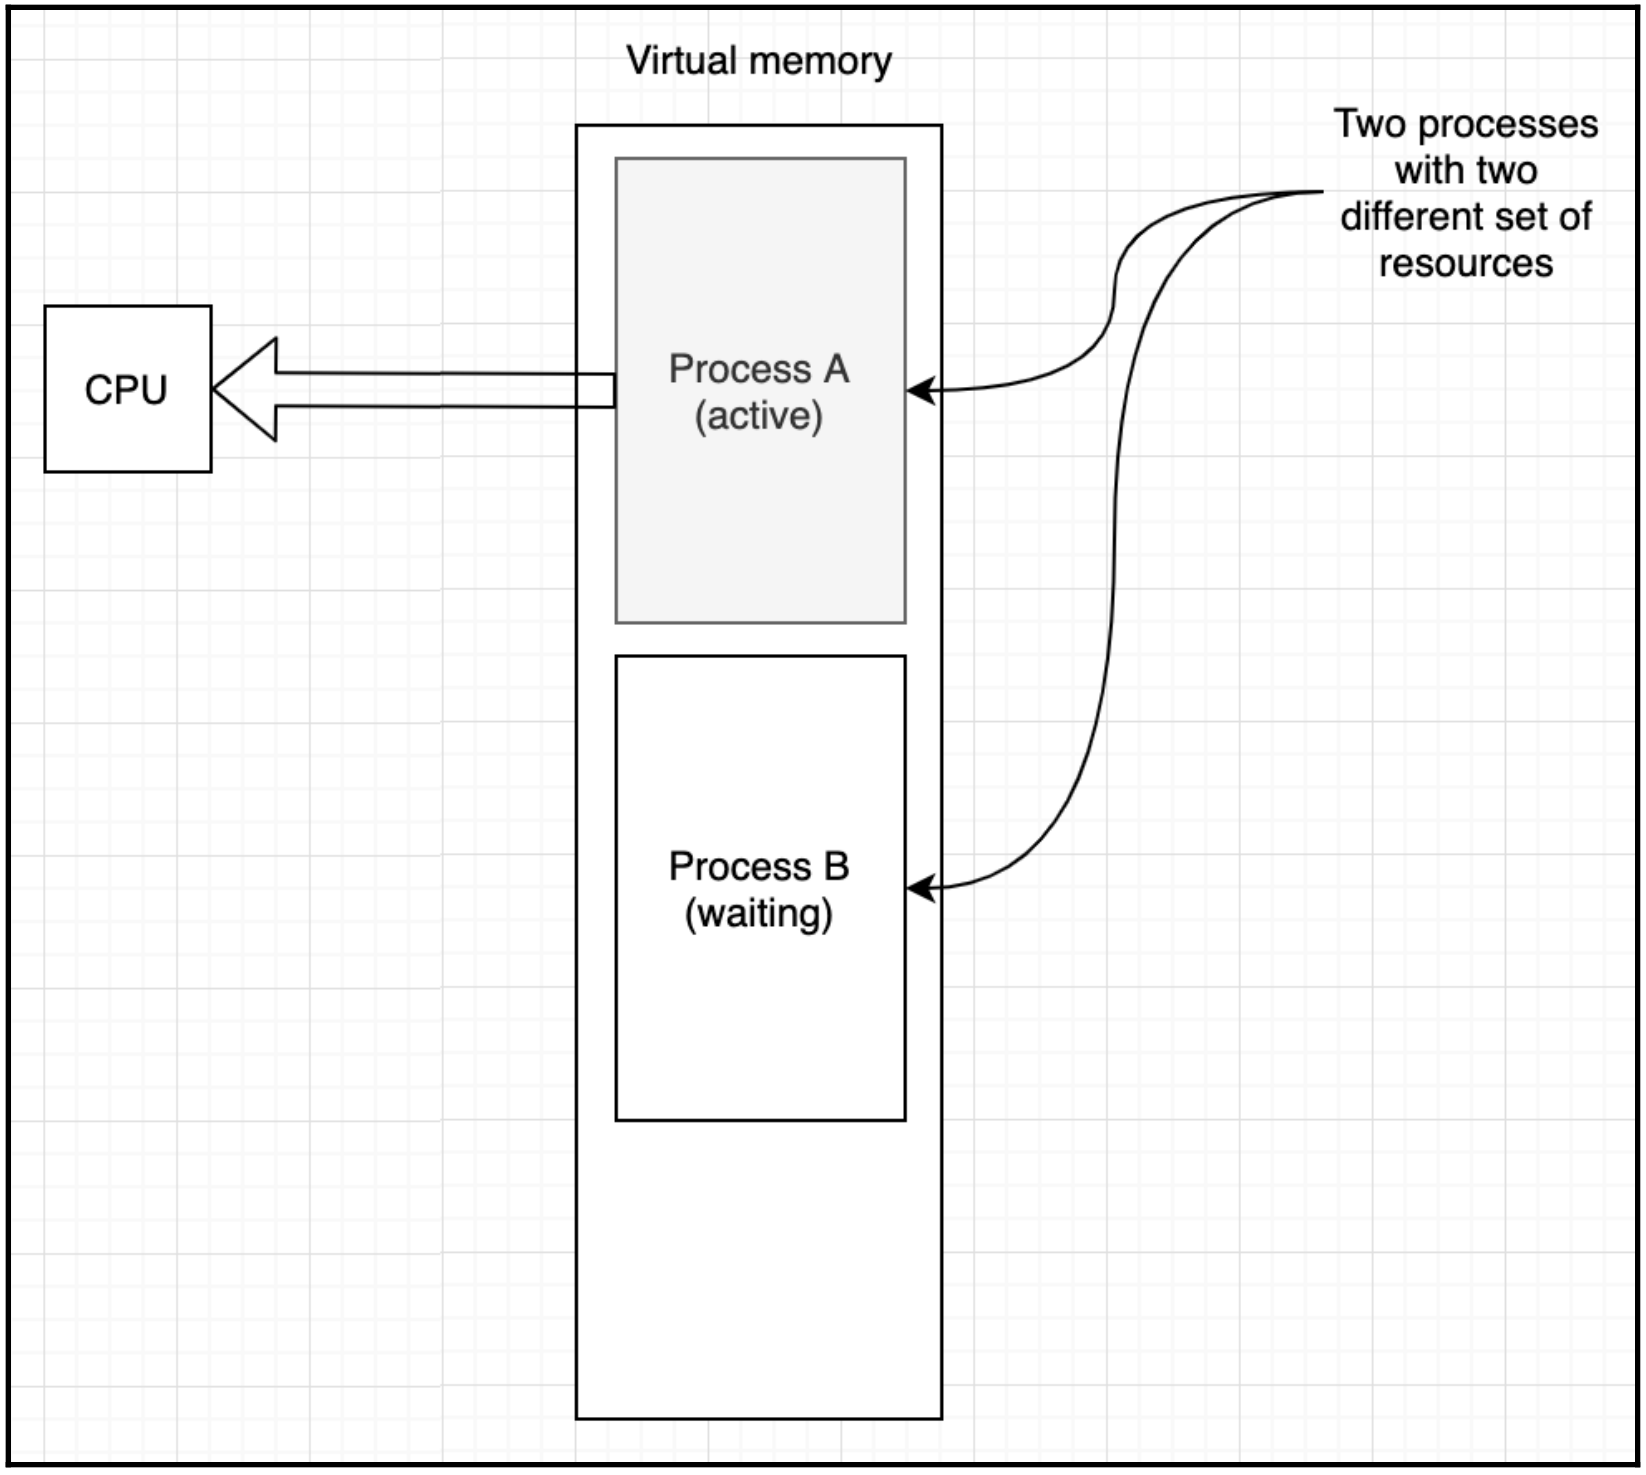 Virtual memory
Two processes
with two
different set of
resources
CPU
Process A
(active)
Process B
(waiting)